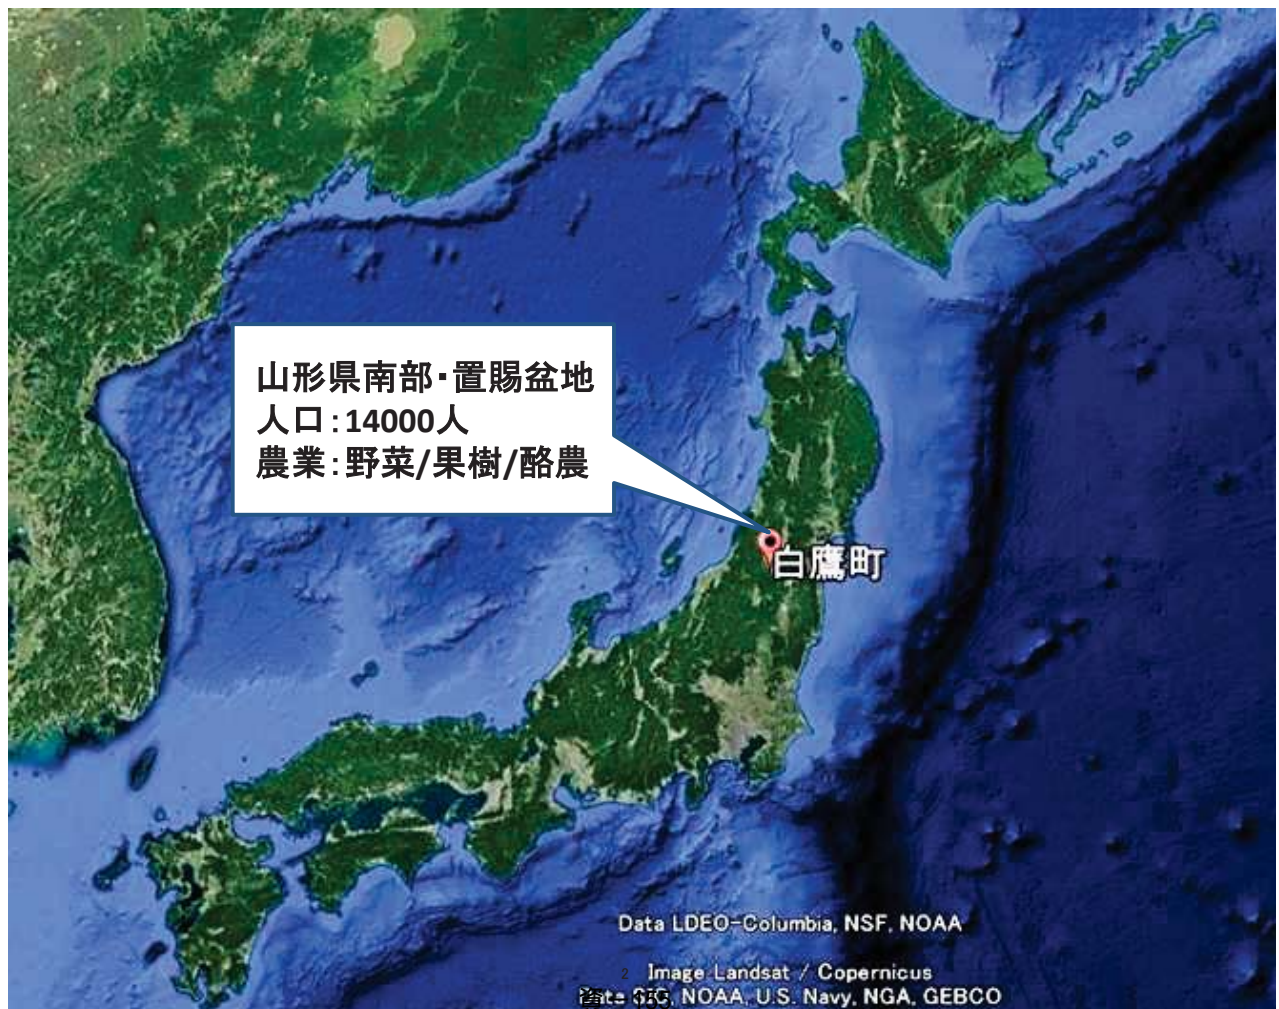 山形県南部・置賜盆地
人口：14000人
農業：野菜/果樹/酪農
白鷹町
Data LDEO-Columbia, NSF, NOAA
2
Image Landsat / Copernicus
NOAA, U.S. Navy, NGA, GEBCO